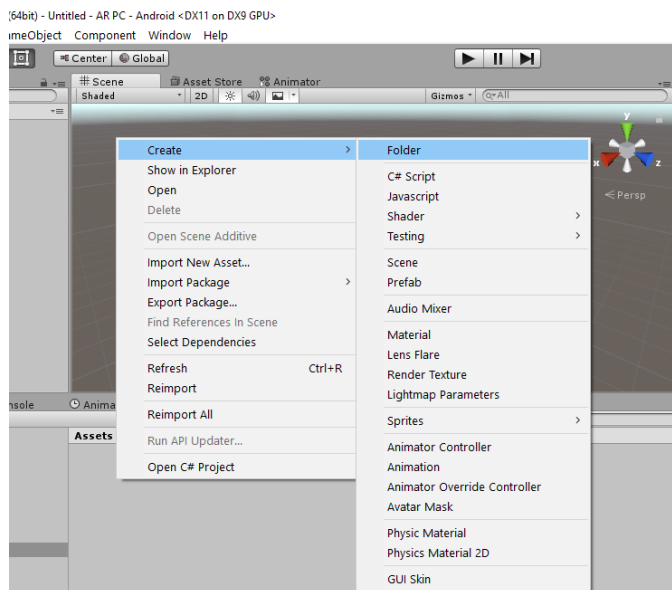 (64bit) - Untitled - AR PC - Android <DX11 on DX9 GPU>
ameObject Component Window Help
Center Global
Scene Asset Store Animator
Shaded 2D Gizmos All
y
x z
Persp
Create
Show in Explorer
Open
Delete
Open Scene Additive
Import New Asset...
Import Package
Export Package...
Find References In Scene
Select Dependencies
Refresh Ctrl+R
Reimport
Reimport All
Run API Updater...
Open C# Project
Folder
C# Script
Javascript
Shader
Testing
Scene
Prefab
Audio Mixer
Material
Lens Flare
Render Texture
Lightmap Parameters
Sprites
Animator Controller
Animation
Animator Override Controller
Avatar Mask
Physic Material
Physics Material 2D
GUI Skin
nsole Anima
Assets